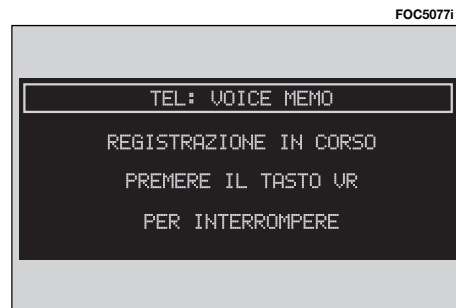 FOC5077i
TEL: VOICE MEMO
REGISTRAZIONE IN CORSO
PREMERE IL TASTO VR
PER INTERROMPERE